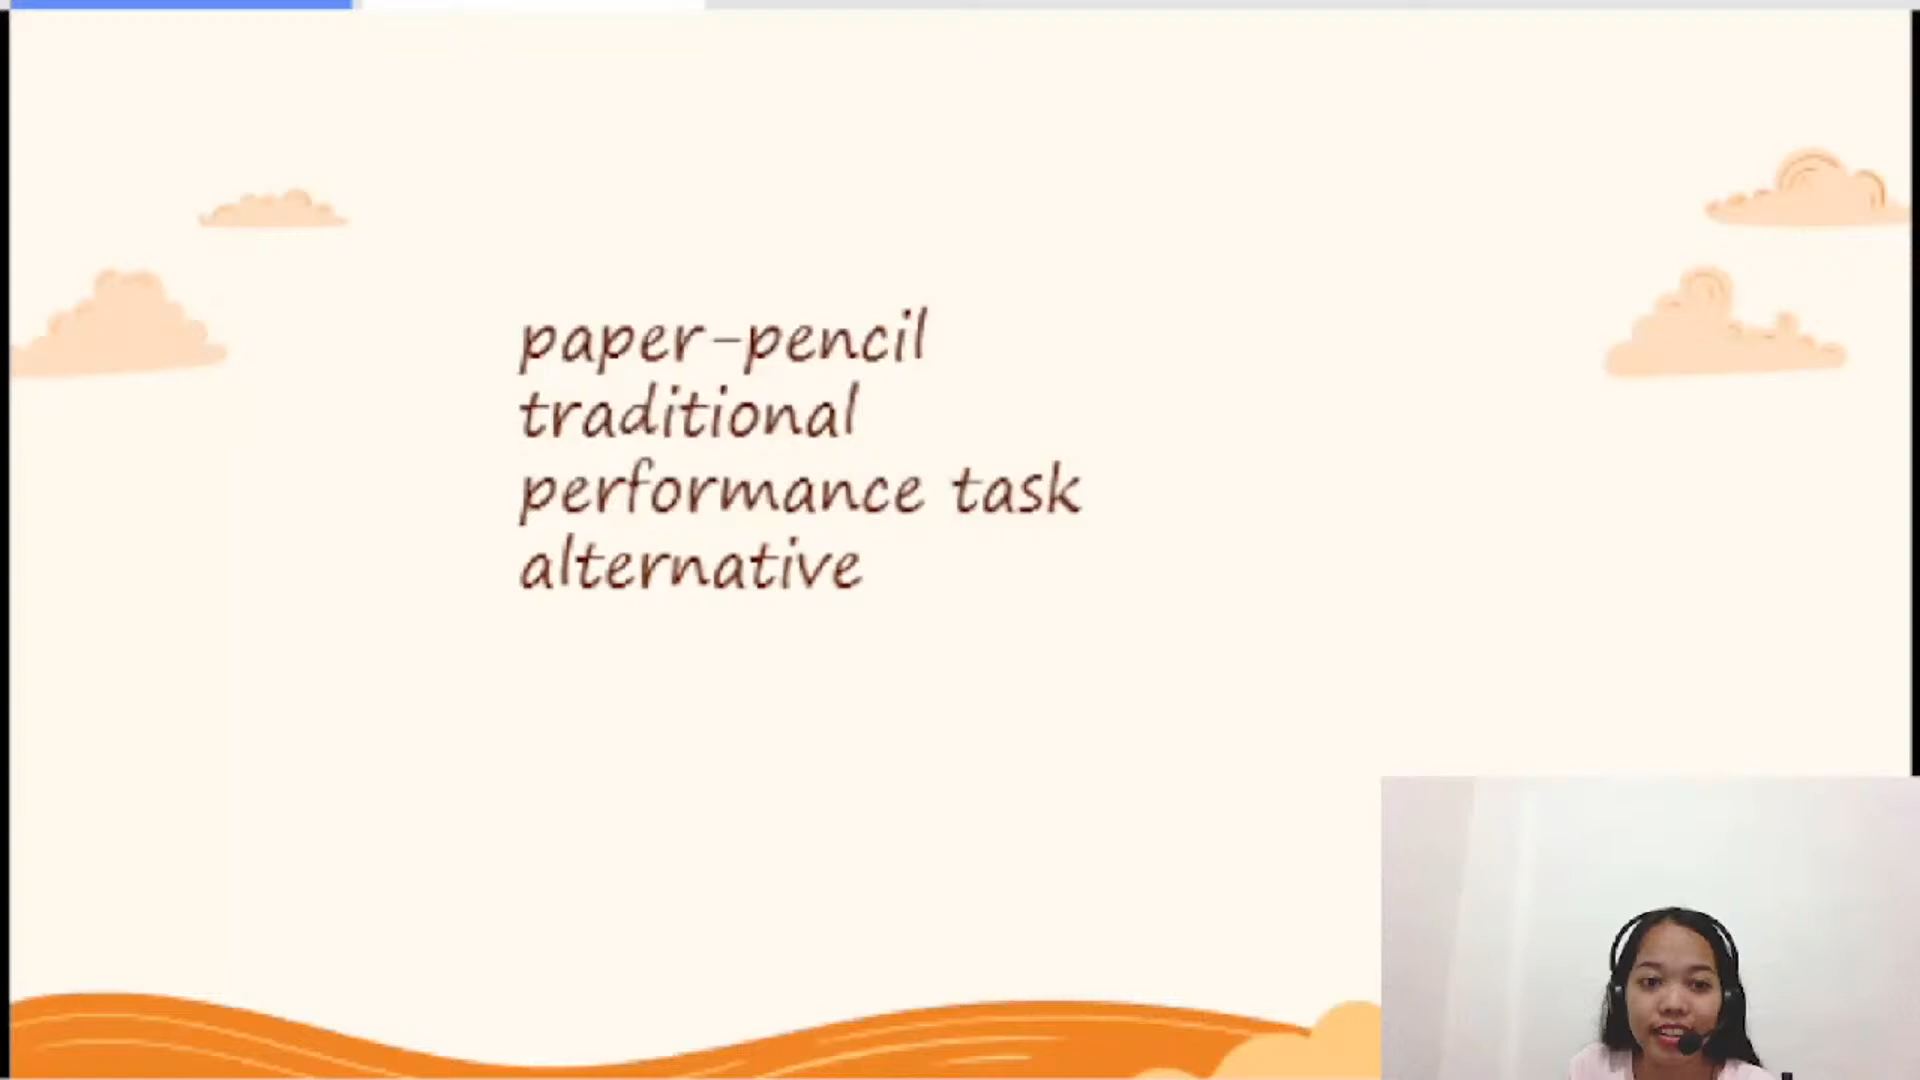 paper-pencil
traditional
performance task
alternative